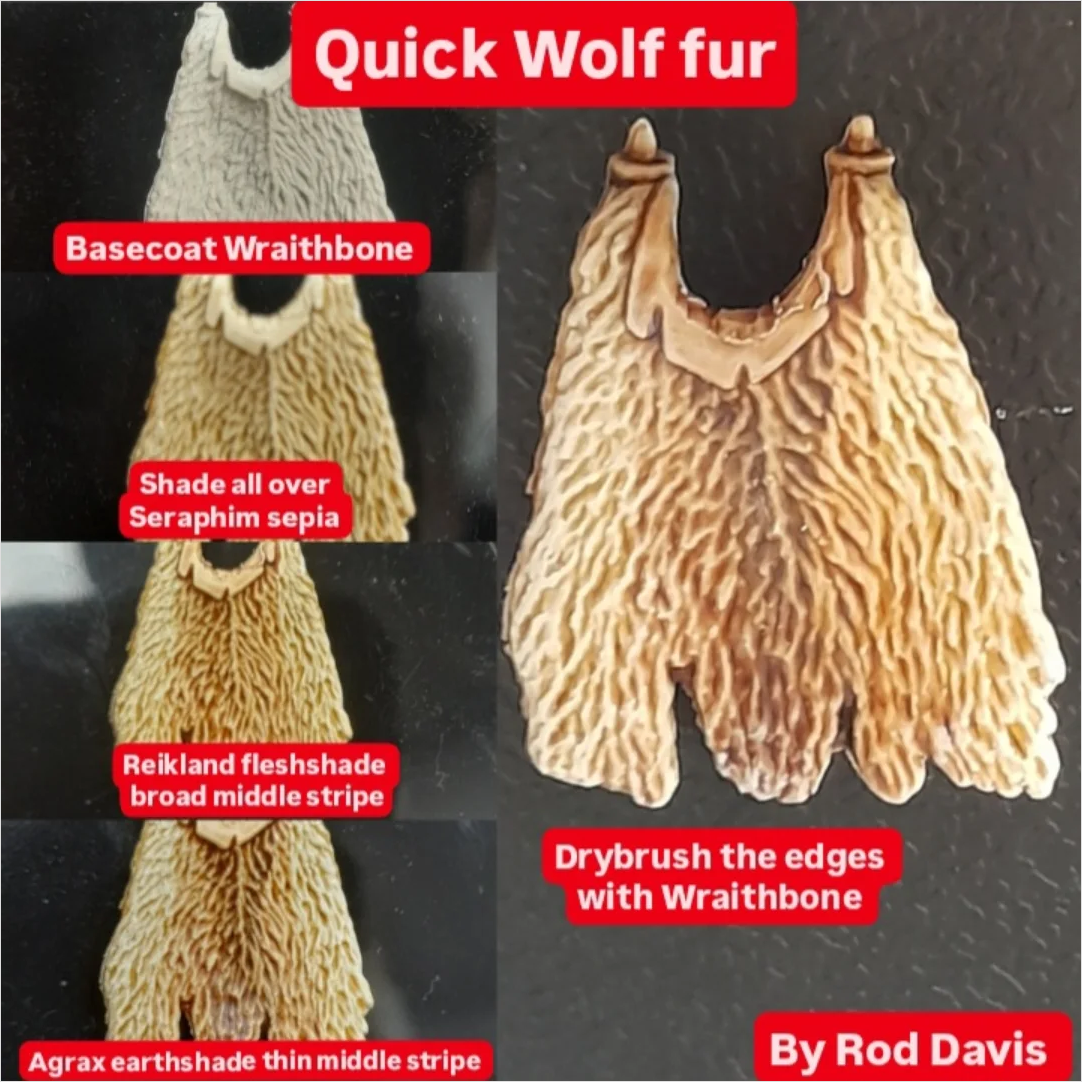 Quick Wolf fur
Basecoat Wraithbone
Shade all over
Seraphim sepia
Reikland fleshshade
broad middle stripe
Agrax earthshade thin middle stripe
Drybrush the edges
with Wraithbone
By Rod Davis